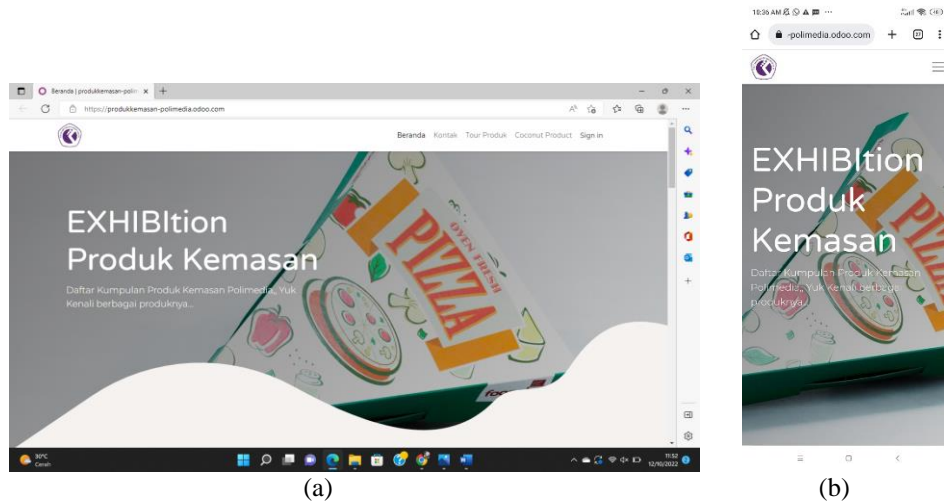 Beranda | produkkemasan-polim
https://produkkemasan-polimedia.odoo.com
Beranda Kontak Tour Produk Coconut Product Sign in
EXHIBItion
Produk Kemasan
Daftar Kumpulan Produk Kemasan Polimedia,, Yuk
Kenali berbagai produknya...
OVEN FRESH
PIZZA
30°C
Cerah
11:52
12/10/2022
(a)
10:36 AM
-polimedia.odoo.com
EXHIBItion
Produk
Kemasan
Daftar Kumpulan Produk Kemasan
Polimedia,, Yuk Kenali berbagai
produknya...
(b)